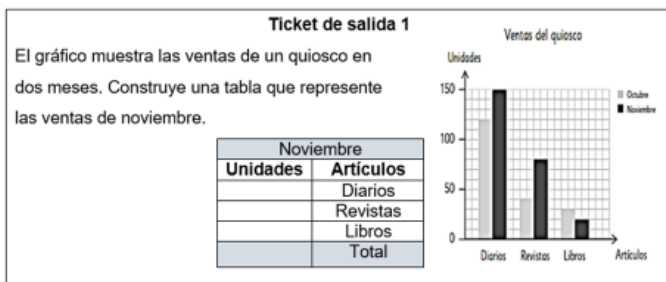 Ticket de salida 1
El gráfico muestra las ventas de un quiosco en
dos meses. Construye una tabla que represente
las ventas de noviembre.
Noviembre
Unidades Artículos
Diarios
Revistas
Libros
Total
Ventas del quiosco
Unidades
150
100
50
0
Diarios Revistas Libros Artículos
Octubre
Noviembre